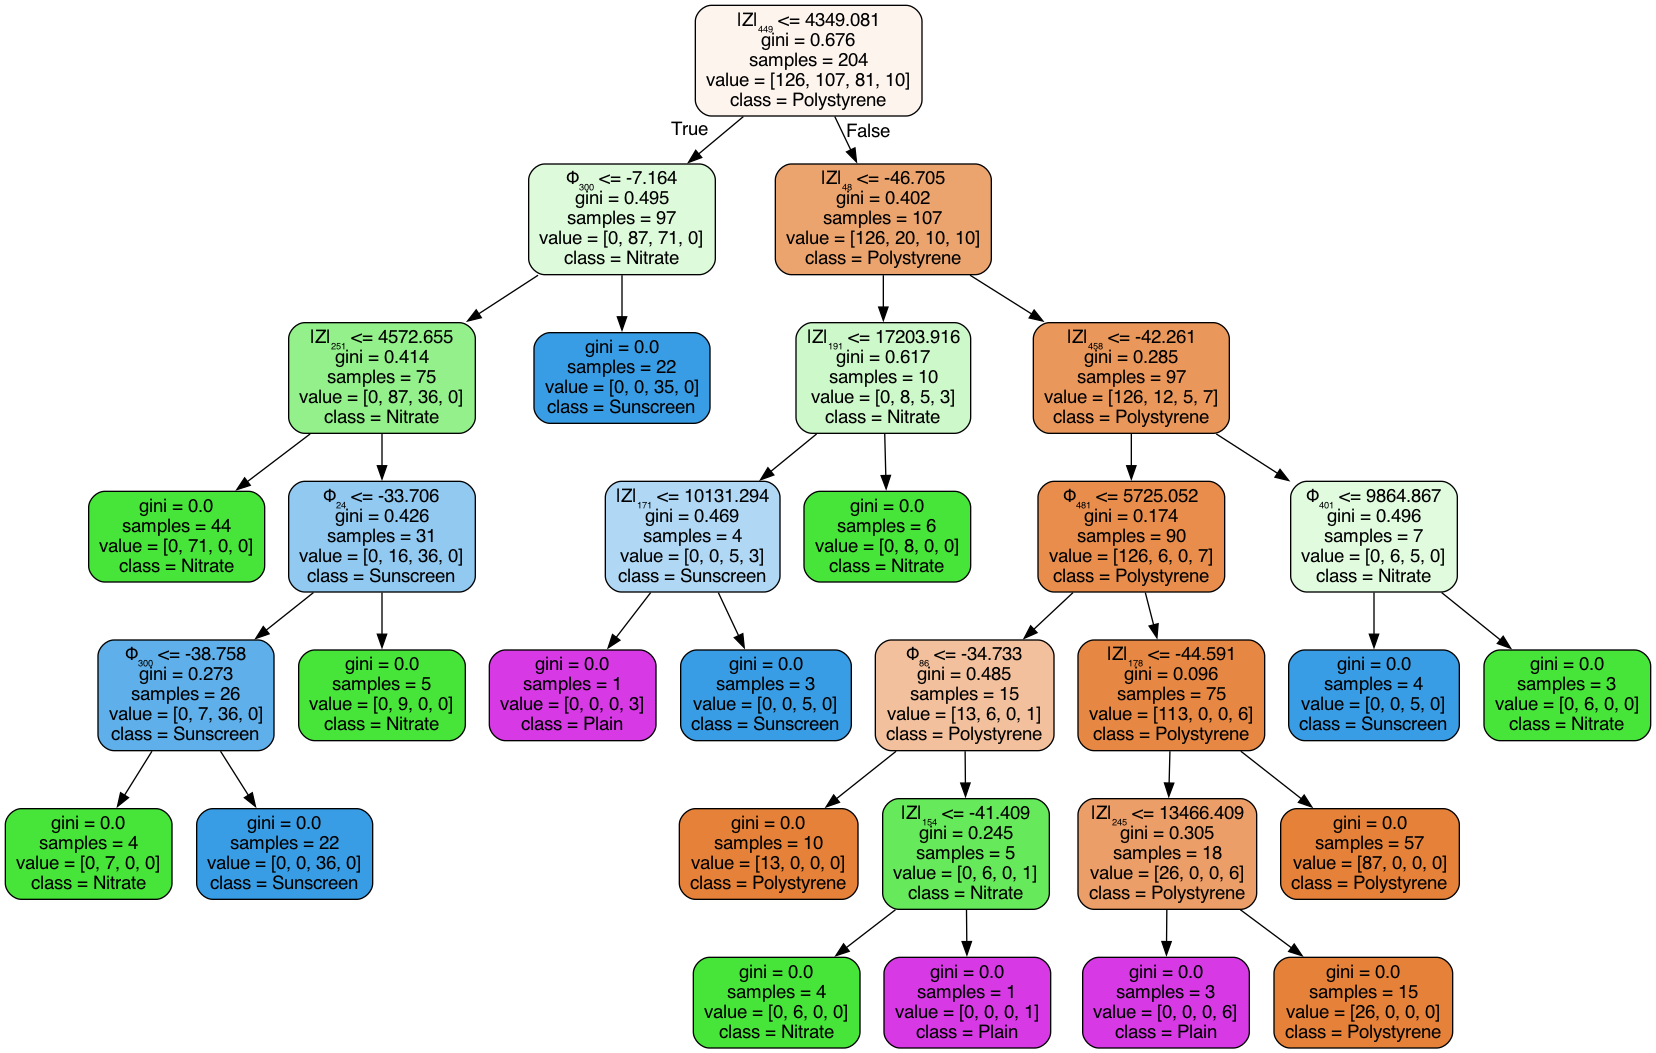 |Z|₄₄₉ <= 4349.081
gini = 0.676
samples = 204
value = [126, 107, 81, 10]
class = Polystyrene
True
False
Φ₃₀₀ <= -7.164
gini = 0.495
samples = 97
value = [0, 87, 71, 0]
class = Nitrate
|Z|₄₈ <= -46.705
gini = 0.402
samples = 107
value = [126, 20, 10, 10]
class = Polystyrene
|Z|₂₅₁ <= 4572.655
gini = 0.414
samples = 75
value = [0, 87, 36, 0]
class = Nitrate
gini = 0.0
samples = 22
value = [0, 0, 35, 0]
class = Sunscreen
|Z|₁₉₁ <= 17203.916
gini = 0.617
samples = 10
value = [0, 8, 5, 3]
class = Nitrate
|Z|₄₅₈ <= -42.261
gini = 0.285
samples = 97
value = [126, 12, 5, 7]
class = Polystyrene
gini = 0.0
samples = 44
value = [0, 71, 0, 0]
class = Nitrate
Φ₂₄ <= -33.706
gini = 0.426
samples = 31
value = [0, 16, 36, 0]
class = Sunscreen
|Z|₁₇₁ <= 10131.294
gini = 0.469
samples = 4
value = [0, 0, 5, 3]
class = Sunscreen
gini = 0.0
samples = 6
value = [0, 8, 0, 0]
class = Nitrate
Φ₄₈₁ <= 5725.052
gini = 0.174
samples = 90
value = [126, 6, 0, 7]
class = Polystyrene
Φ₄₀₁ <= 9864.867
gini = 0.496
samples = 7
value = [0, 6, 5, 0]
class = Nitrate
Φ₃₀₀ <= -38.758
gini = 0.273
samples = 26
value = [0, 7, 36, 0]
class = Sunscreen
gini = 0.0
samples = 5
value = [0, 9, 0, 0]
class = Nitrate
gini = 0.0
samples = 1
value = [0, 0, 0, 3]
class = Plain
gini = 0.0
samples = 3
value = [0, 0, 5, 0]
class = Sunscreen
Φ₈₆ <= -34.733
gini = 0.485
samples = 15
value = [13, 6, 0, 1]
class = Polystyrene
|Z|₁₇₈ <= -44.591
gini = 0.096
samples = 75
value = [113, 0, 0, 6]
class = Polystyrene
gini = 0.0
samples = 4
value = [0, 0, 5, 0]
class = Sunscreen
gini = 0.0
samples = 3
value = [0, 6, 0, 0]
class = Nitrate
gini = 0.0
samples = 4
value = [0, 7, 0, 0]
class = Nitrate
gini = 0.0
samples = 22
value = [0, 0, 36, 0]
class = Sunscreen
gini = 0.0
samples = 10
value = [13, 0, 0, 0]
class = Polystyrene
|Z|₁₅₄ <= -41.409
gini = 0.245
samples = 5
value = [0, 6, 0, 1]
class = Nitrate
|Z|₂₄₅ <= 13466.409
gini = 0.305
samples = 18
value = [26, 0, 0, 6]
class = Polystyrene
gini = 0.0
samples = 57
value = [87, 0, 0, 0]
class = Polystyrene
gini = 0.0
samples = 4
value = [0, 6, 0, 0]
class = Nitrate
gini = 0.0
samples = 1
value = [0, 0, 0, 1]
class = Plain
gini = 0.0
samples = 3
value = [0, 0, 0, 6]
class = Plain
gini = 0.0
samples = 15
value = [26, 0, 0, 0]
class = Polystyrene